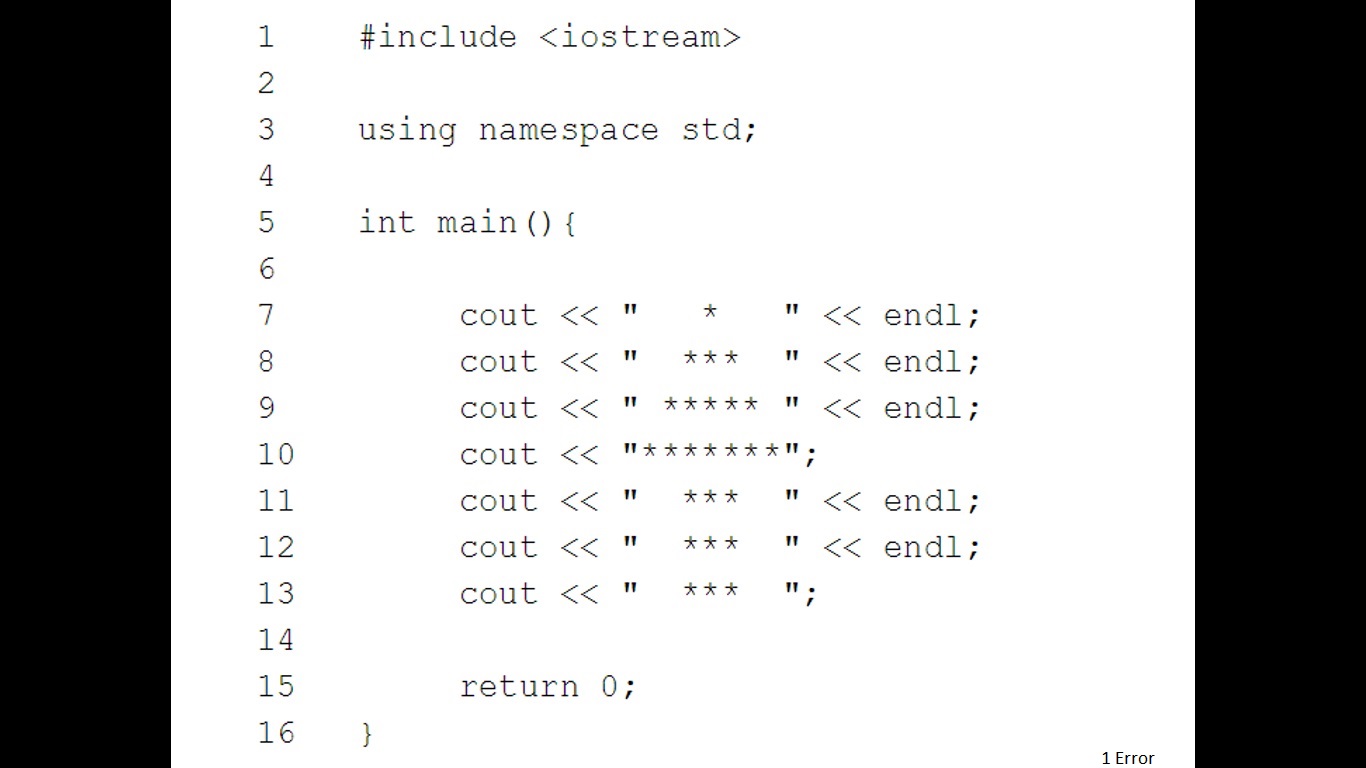 1 #include <iostream>
2
3 using namespace std;
4
5 int main(){
6
7 cout << "   *   " << endl;
8 cout << "  ***  " << endl;
9 cout << " ***** " << endl;
10 cout << "*******";
11 cout << "  ***  " << endl;
12 cout << "  ***  " << endl;
13 cout << "  ***  ";
14
15 return 0;
16 }
1 Error